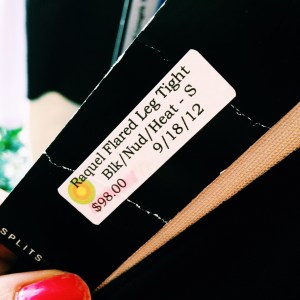 Raquel Flared Leg Tight
Blk/Nud/Heat - S
9/18/12
$98.00
SPLITS